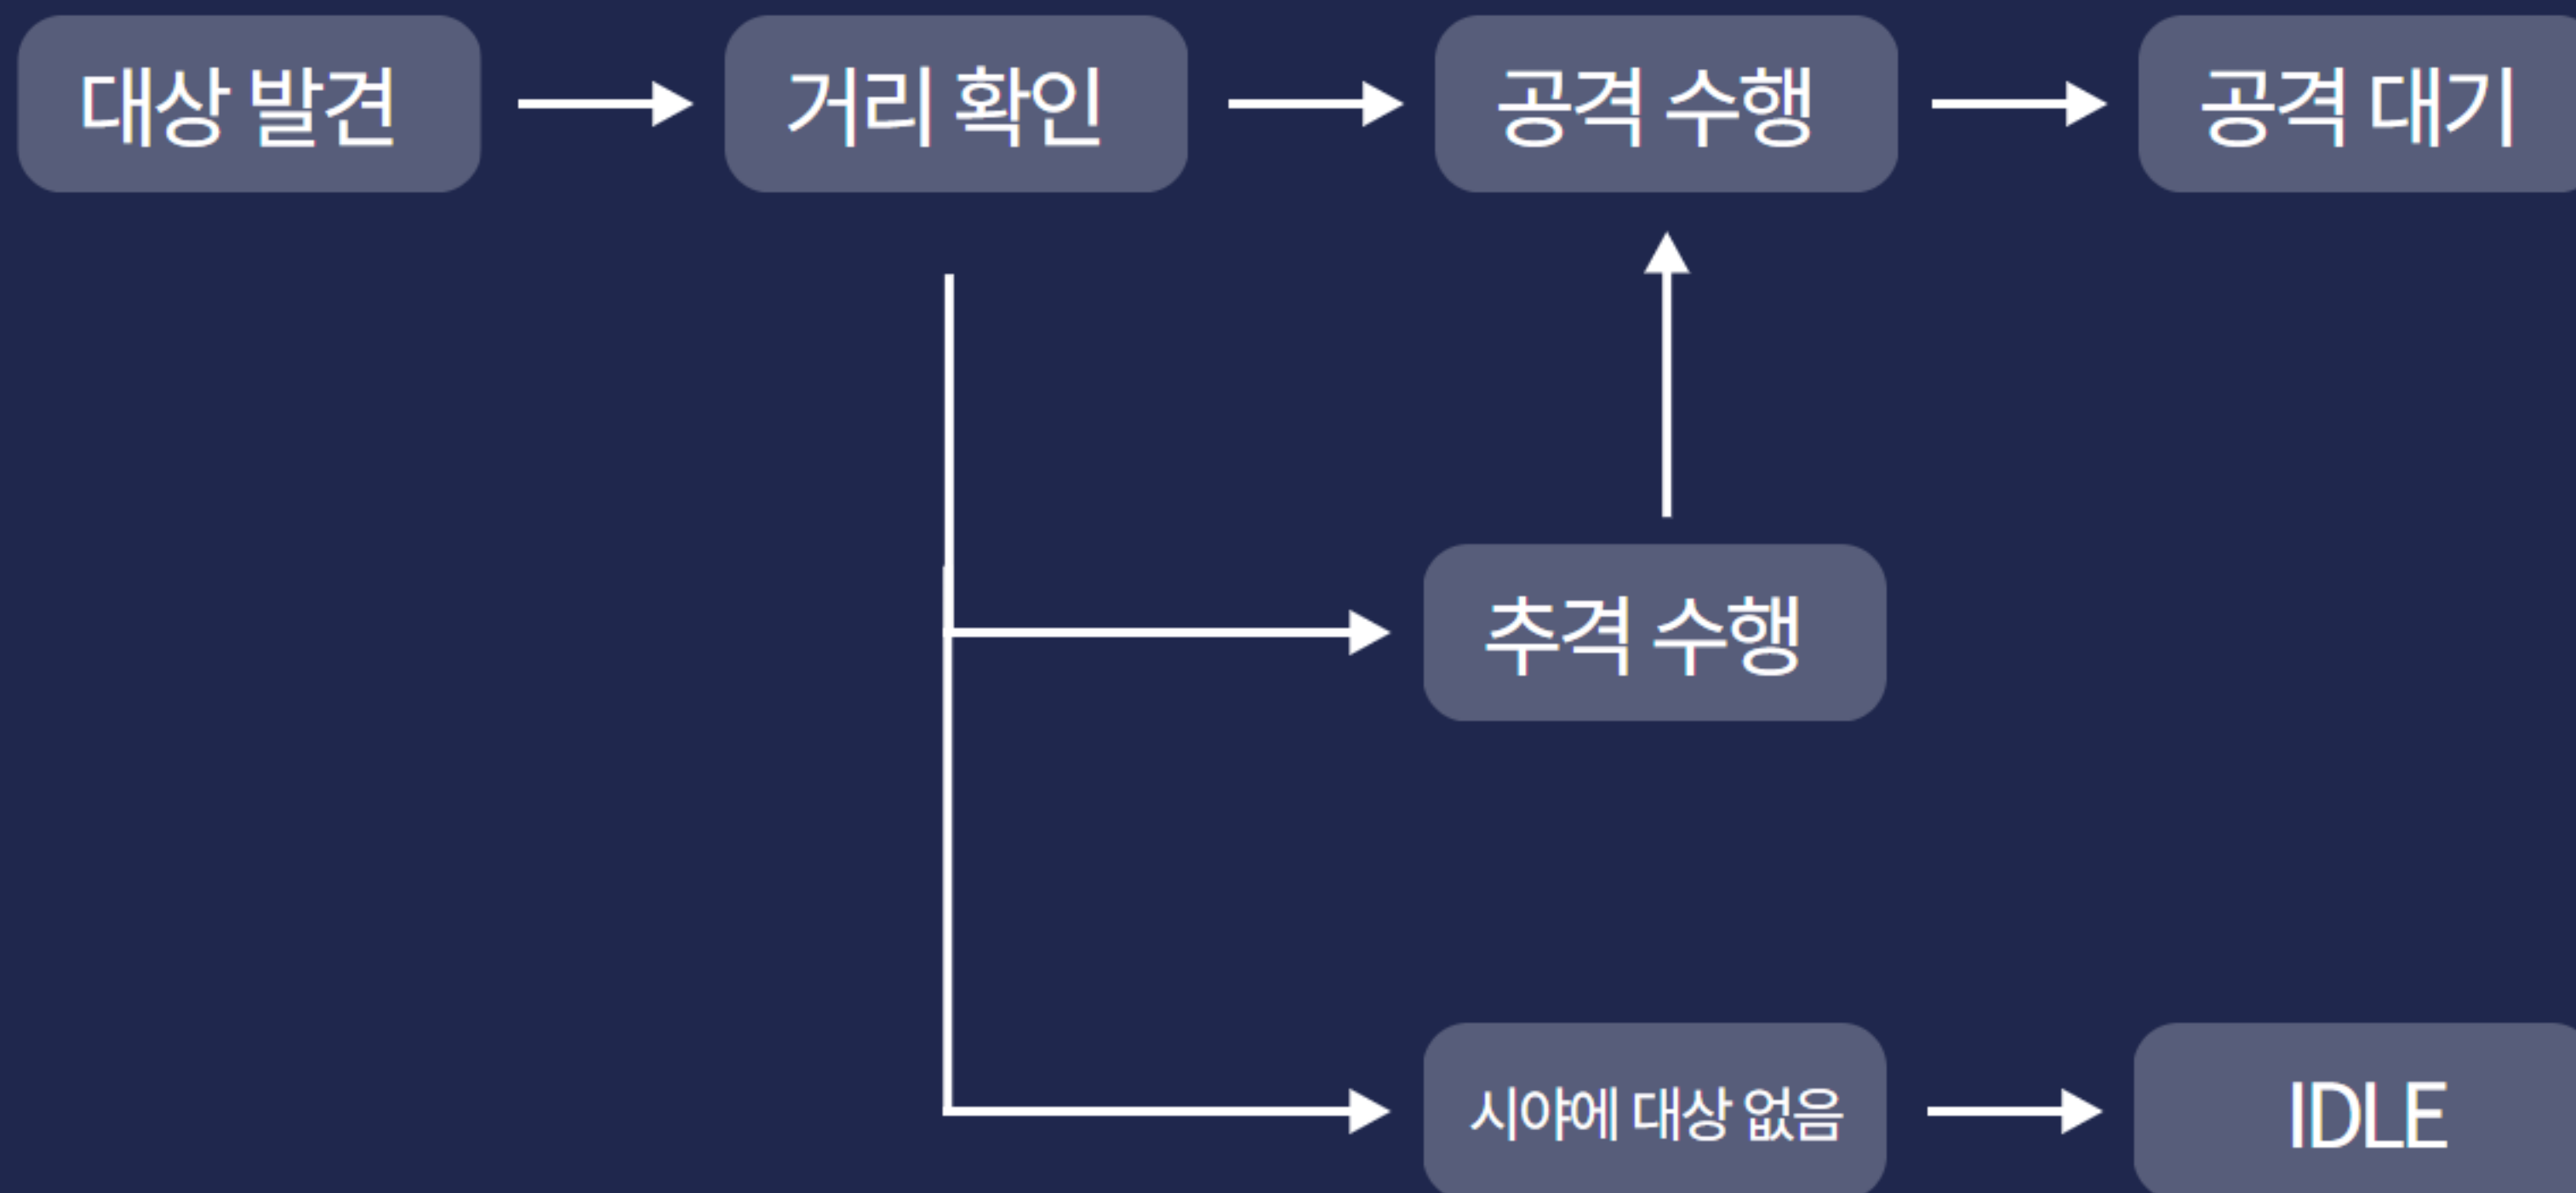 대상 발견
거리 확인
공격 수행
공격 대기
추격 수행
시야에 대상 없음
IDLE